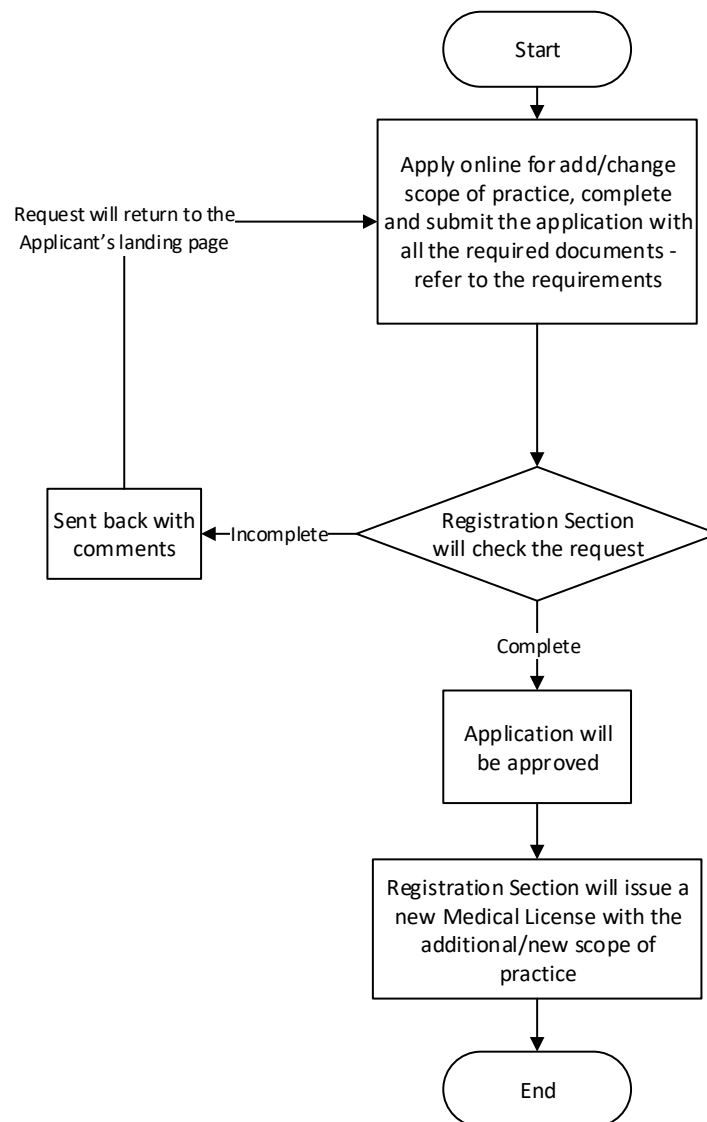 Start
Apply online for add/change
scope of practice, complete
and submit the application with
all the required documents -
refer to the requirements
Request will return to the
Applicant's landing page
Registration Section
will check the request
Incomplete
Sent back with
comments
Complete
Application will
be approved
Registration Section will issue a
new Medical License with the
additional/new scope of
practice
End